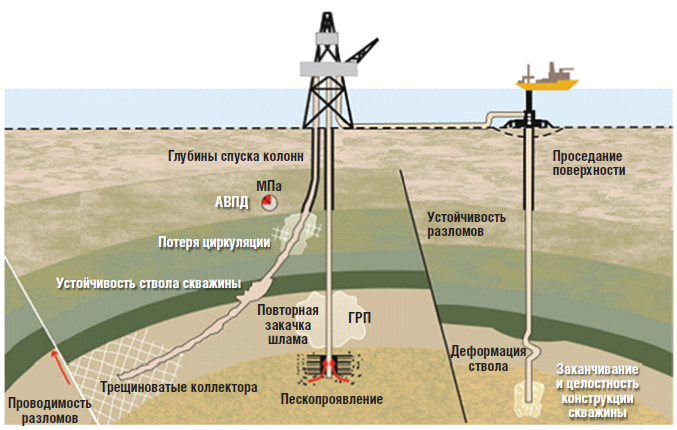 Глубины спуска колонн
Проседание
поверхности
МПа
АВПД
Устойчивость
разломов
Потеря циркуляции
Устойчивость ствола скважины
Повторная
закачка
шлама
ГРП
Деформация
ствола
Трещиноватые коллектора
Заканчивание
и целостность
конструкции
скважины
Пескопроявление
Проводимость
разломов